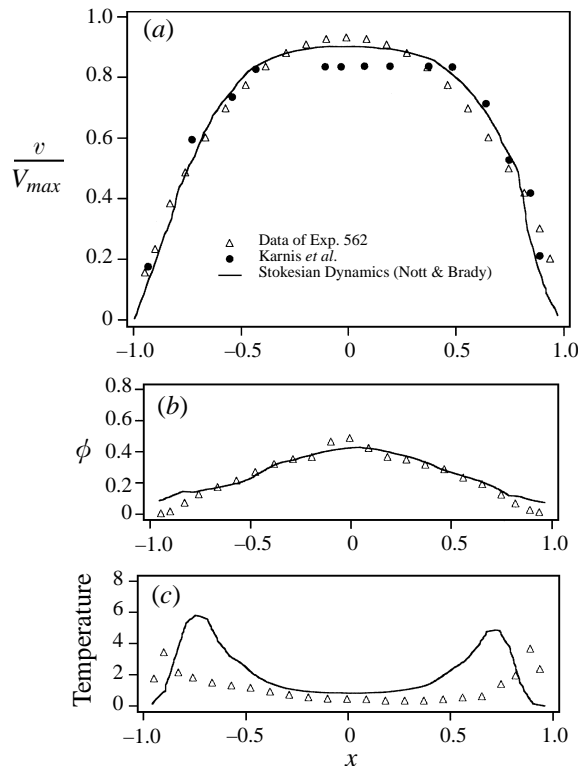 1.0
(a)
0.8
0.6
v
V_max
0.4
Data of Exp. 562
Karnis et al.
0.2
Stokesian Dynamics (Nott & Brady)
0
–1.0 –0.5 0 0.5 1.0
0.8
(b)
0.6
ϕ 0.4
0.2
0
–1.0 –0.5 0 0.5 1.0
8
(c)
6
Temperature
4
2
0
-1.0 –0.5 0 0.5 1.0
x